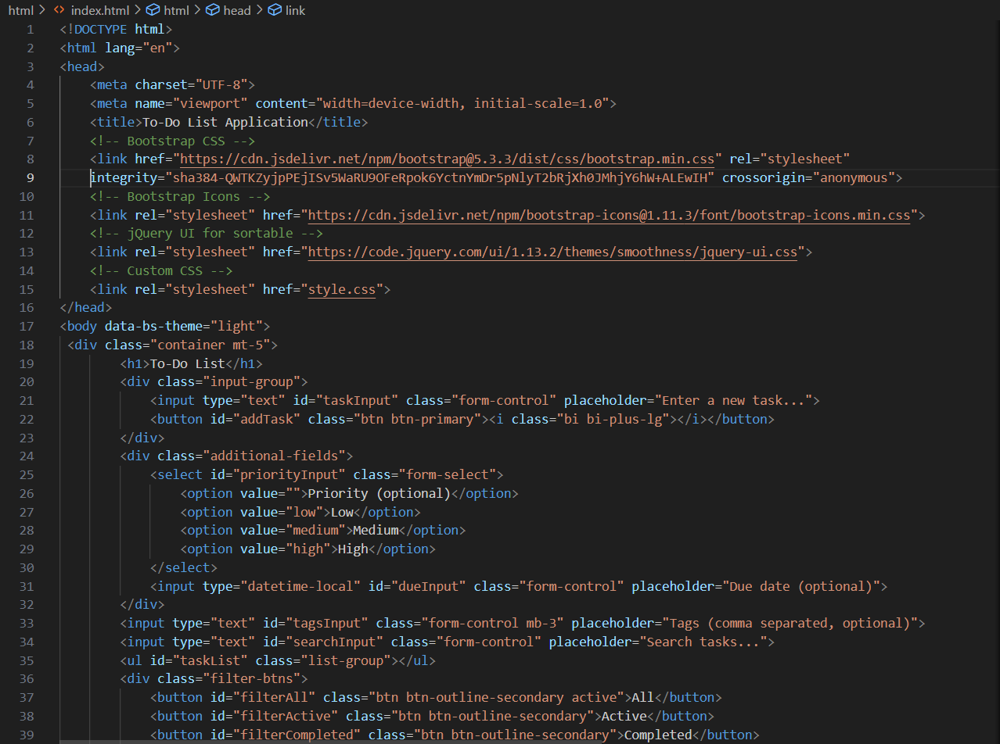 html > index.html > html > head > link
1 <!DOCTYPE html>
2 <html lang="en">
3 <head>
4     <meta charset="UTF-8">
5     <meta name="viewport" content="width=device-width, initial-scale=1.0">
6     <title>To-Do List Application</title>
7     <!-- Bootstrap CSS -->
8     <link href="https://cdn.jsdelivr.net/npm/bootstrap@5.3.3/dist/css/bootstrap.min.css" rel="stylesheet"
9     integrity="sha384-QWTKZyjpPEjISv5WaRU9OFeRpok6YctnYmDr5pNlyT2bRjXh0JMhjY6hW+ALEwIH" crossorigin="anonymous">
10     <!-- Bootstrap Icons -->
11     <link rel="stylesheet" href="https://cdn.jsdelivr.net/npm/bootstrap-icons@1.11.3/font/bootstrap-icons.min.css">
12     <!-- jQuery UI for sortable -->
13     <link rel="stylesheet" href="https://code.jquery.com/ui/1.13.2/themes/smoothness/jquery-ui.css">
14     <!-- Custom CSS -->
15     <link rel="stylesheet" href="style.css">
16 </head>
17 <body data-bs-theme="light">
18  <div class="container mt-5">
19         <h1>To-Do List</h1>
20         <div class="input-group">
21             <input type="text" id="taskInput" class="form-control" placeholder="Enter a new task...">
22             <button id="addTask" class="btn btn-primary"><i class="bi bi-plus-lg"></i></button>
23         </div>
24         <div class="additional-fields">
25             <select id="priorityInput" class="form-select">
26                 <option value="">Priority (optional)</option>
27                 <option value="low">Low</option>
28                 <option value="medium">Medium</option>
29                 <option value="high">High</option>
30             </select>
31             <input type="datetime-local" id="dueInput" class="form-control" placeholder="Due date (optional)">
32         </div>
33         <input type="text" id="tagsInput" class="form-control mb-3" placeholder="Tags (comma separated, optional)">
34         <input type="text" id="searchInput" class="form-control" placeholder="Search tasks...">
35         <ul id="taskList" class="list-group"></ul>
36         <div class="filter-btns">
37             <button id="filterAll" class="btn btn-outline-secondary active">All</button>
38             <button id="filterActive" class="btn btn-outline-secondary">Active</button>
39             <button id="filterCompleted" class="btn btn-outline-secondary">Completed</button>